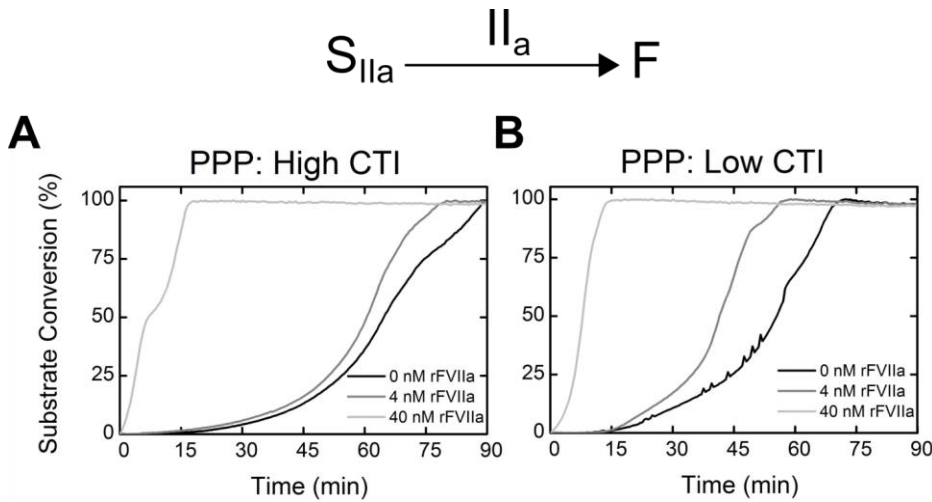 S_IIa II_a F
A PPP: High CTI
B PPP: Low CTI
Substrate Conversion (%)
100
75
50
25
0
0 nM rFVIIa
4 nM rFVIIa
40 nM rFVIIa
0 15 30 45 60 75 90
Time (min)
100
75
50
25
0
0 nM rFVIIa
4 nM rFVIIa
40 nM rFVIIa
0 15 30 45 60 75 90
Time (min)